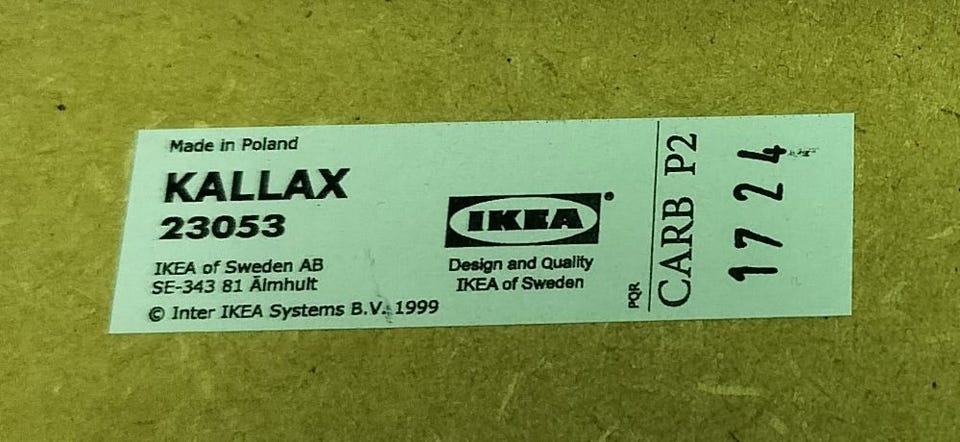 Made in Poland
KALLAX
23053
IKEA of Sweden AB
SE-343 81 Älmhult
© Inter IKEA Systems B.V. 1999
IKEA®
Design and Quality
IKEA of Sweden
PQR
CARB P2
1724